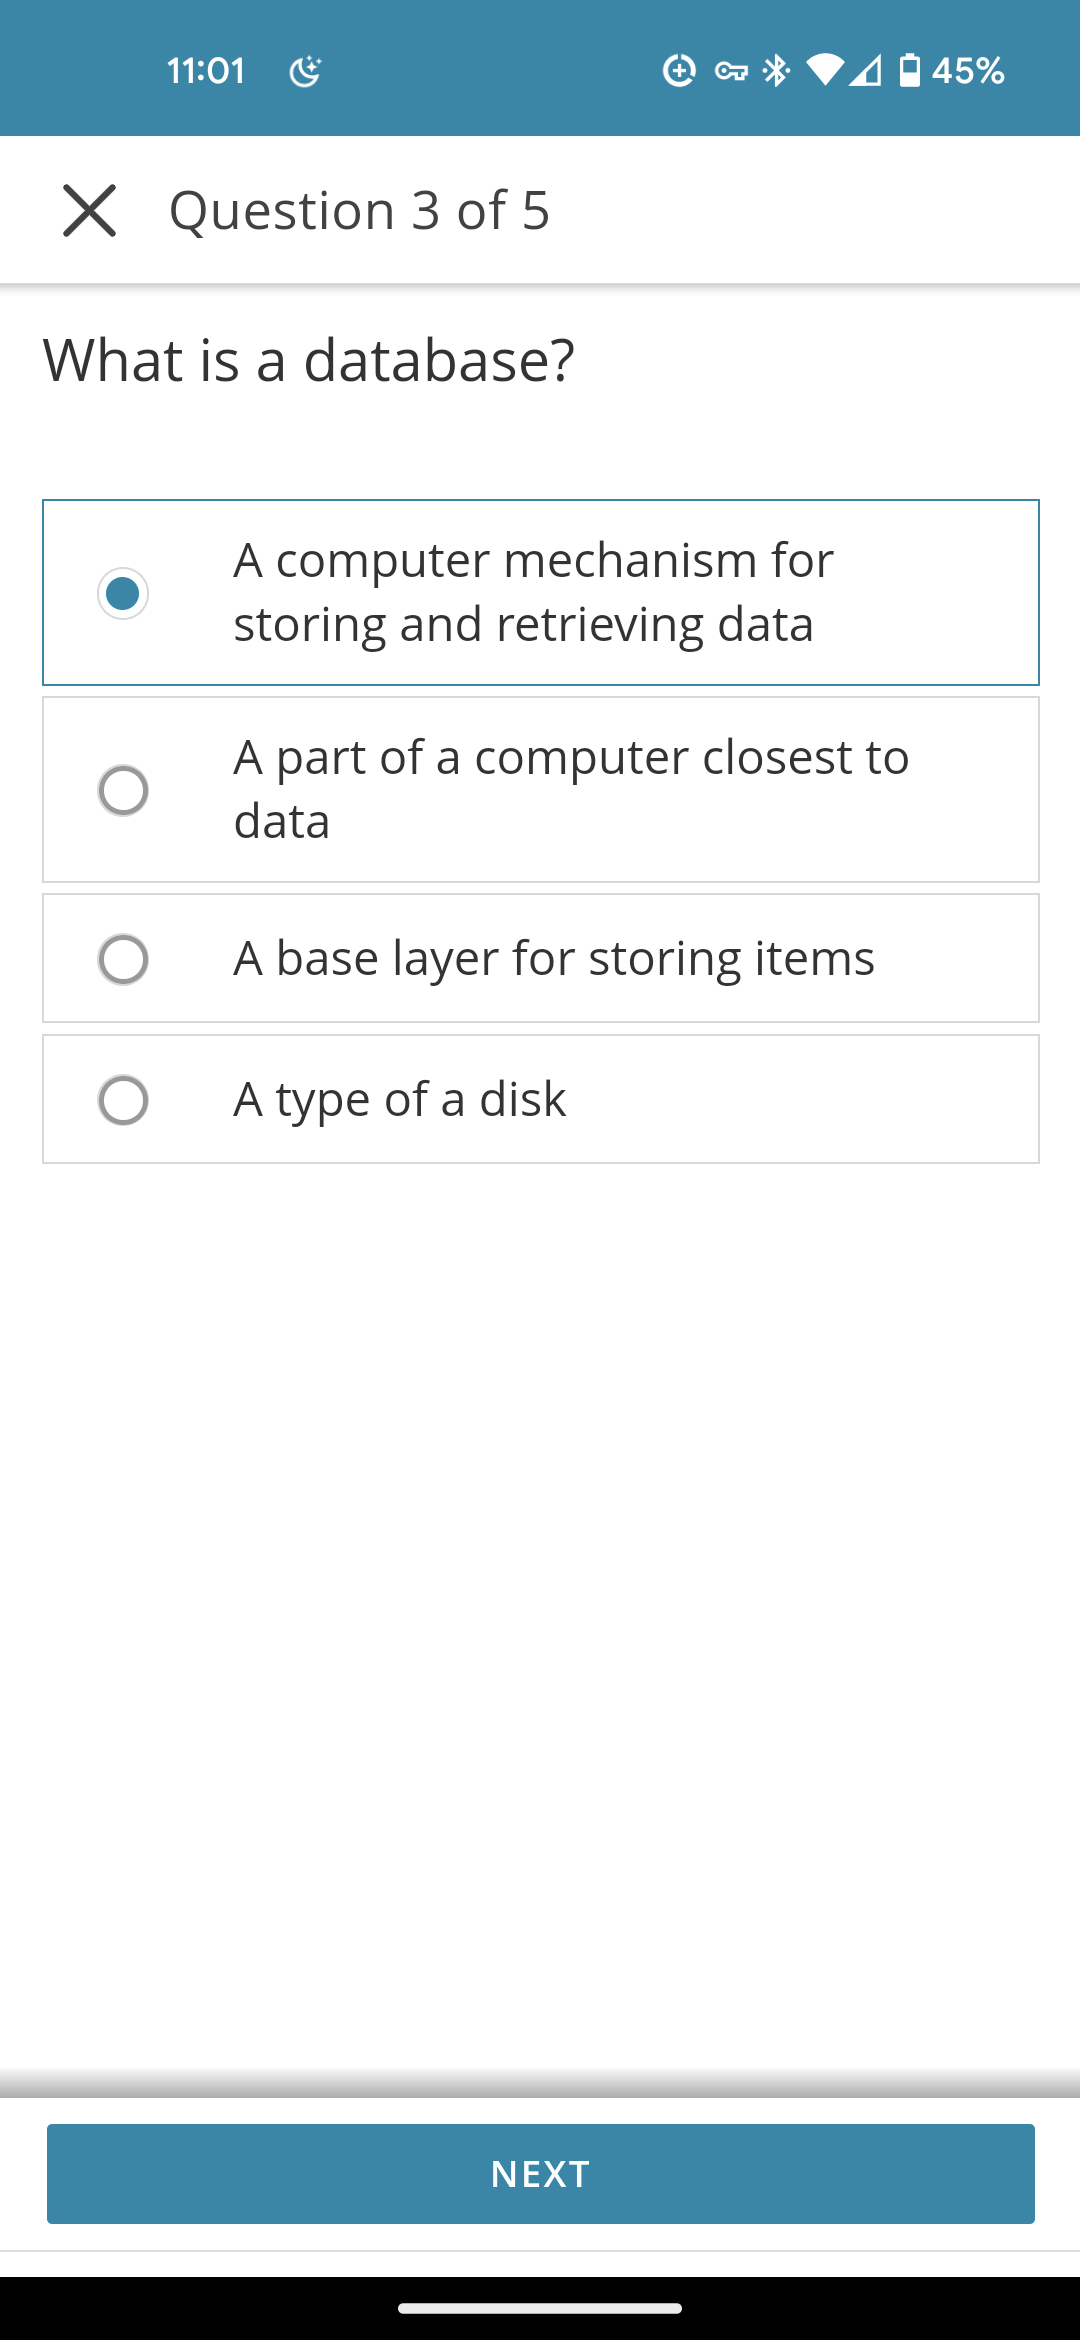 11:01 45%
Question 3 of 5
What is a database?
A computer mechanism for
storing and retrieving data
A part of a computer closest to
data
A base layer for storing items
A type of a disk
NEXT